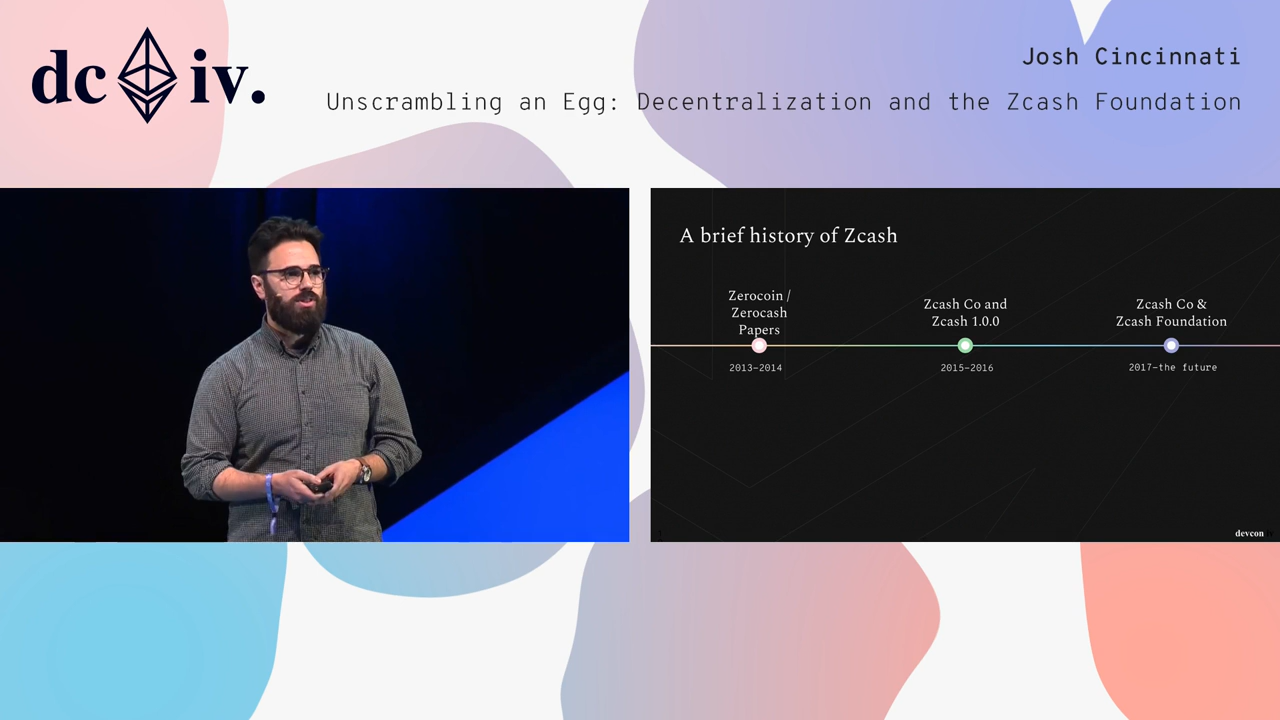 dc iv.
Josh Cincinnati
Unscrambling an Egg: Decentralization and the Zcash Foundation
A brief history of Zcash
Zerocoin /
Zerocash
Papers
2013-2014
Zcash Co and
Zcash 1.0.0
2015-2016
Zcash Co &
Zcash Foundation
2017-the future
devcon